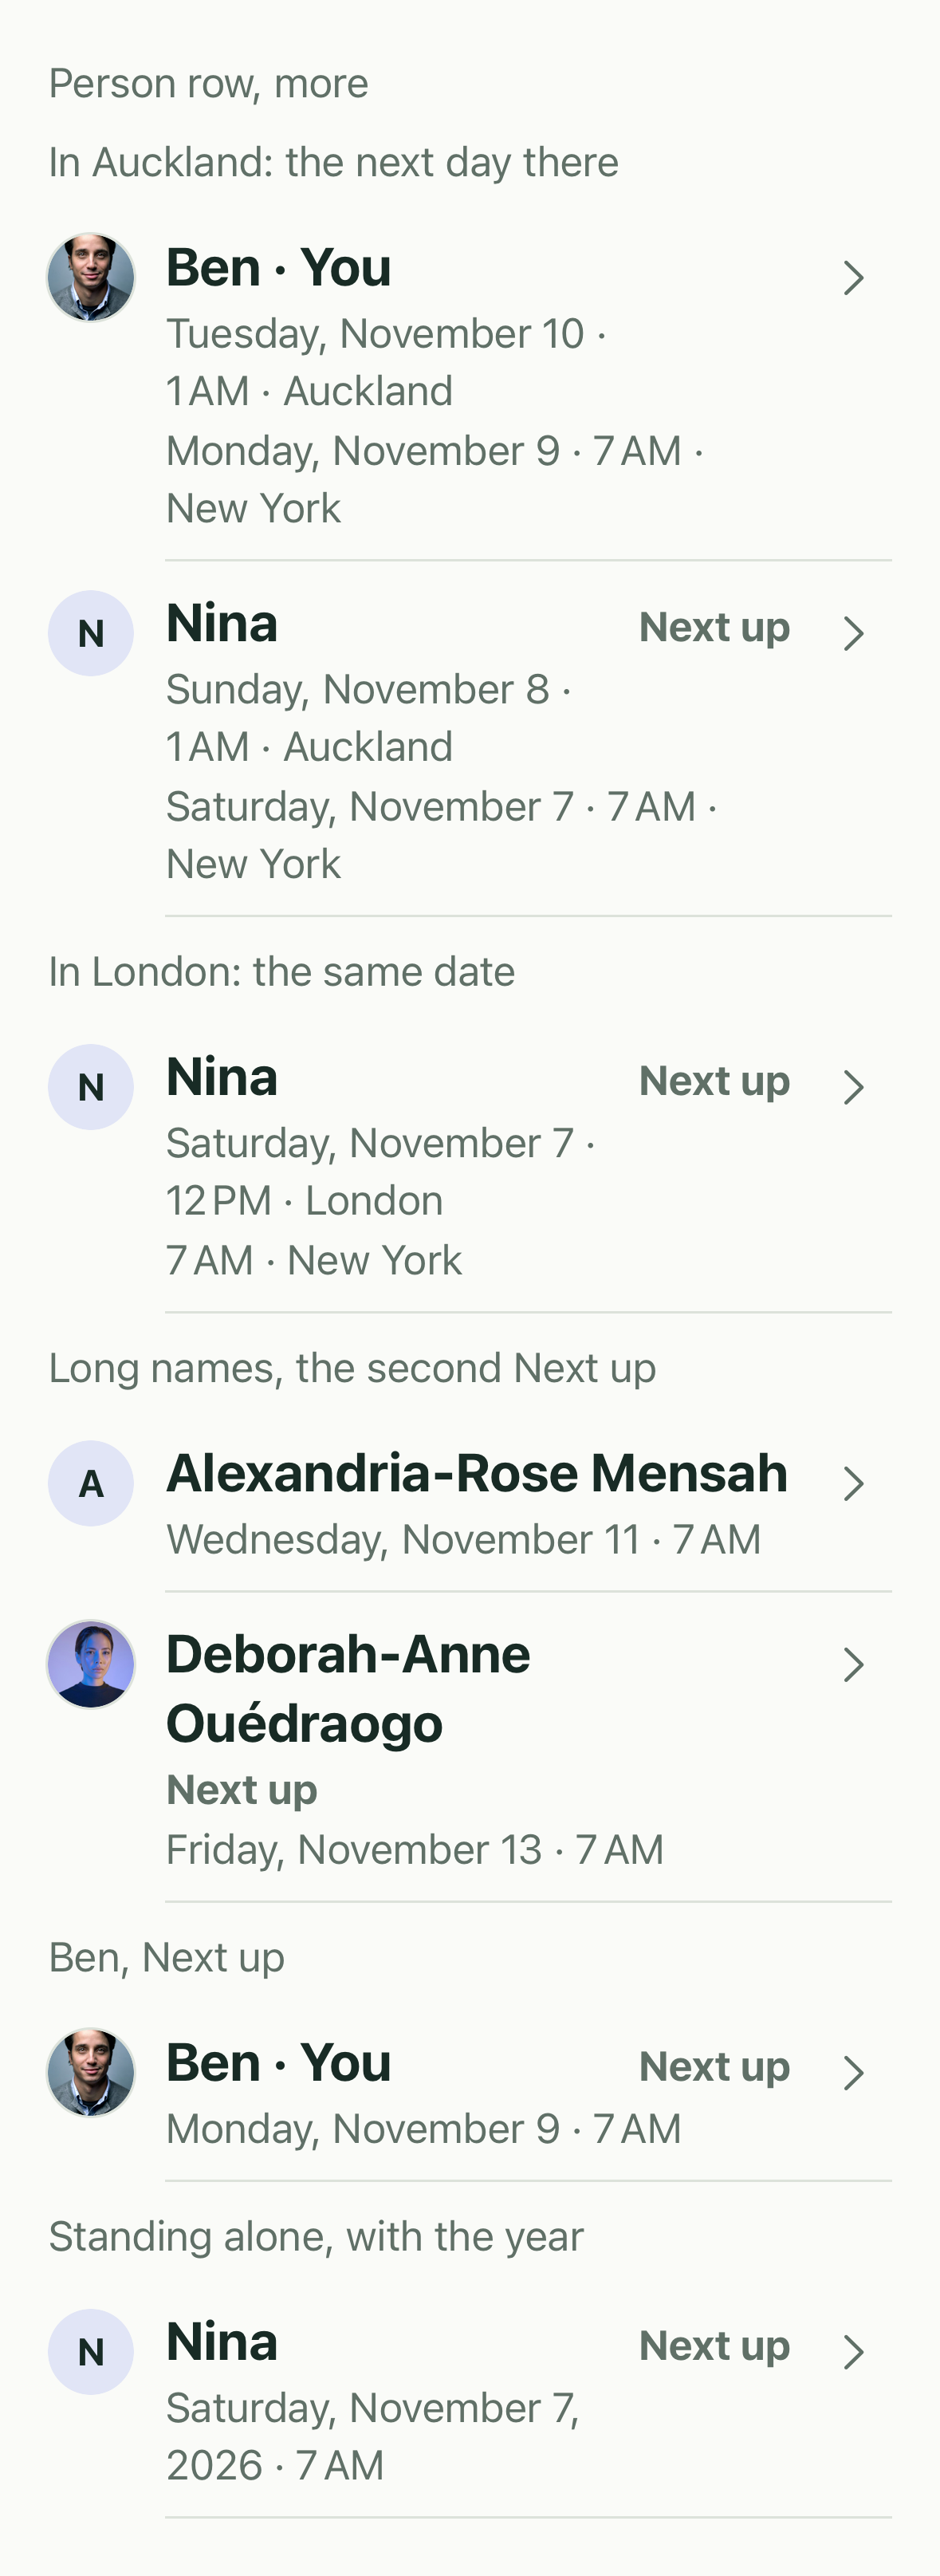 Person row, more
In Auckland: the next day there
Ben · You
Tuesday, November 10 ·
1 AM · Auckland
Monday, November 9 · 7 AM ·
New York
N
Nina
Next up
Sunday, November 8 ·
1 AM · Auckland
Saturday, November 7 · 7 AM ·
New York
In London: the same date
N
Nina
Next up
Saturday, November 7 ·
12 PM · London
7 AM · New York
Long names, the second Next up
A
Alexandria-Rose Mensah
Wednesday, November 11 · 7 AM
Deborah-Anne
Ouédraogo
Next up
Friday, November 13 · 7 AM
Ben, Next up
Ben · You
Next up
Monday, November 9 · 7 AM
Standing alone, with the year
N
Nina
Next up
Saturday, November 7,
2026 · 7 AM